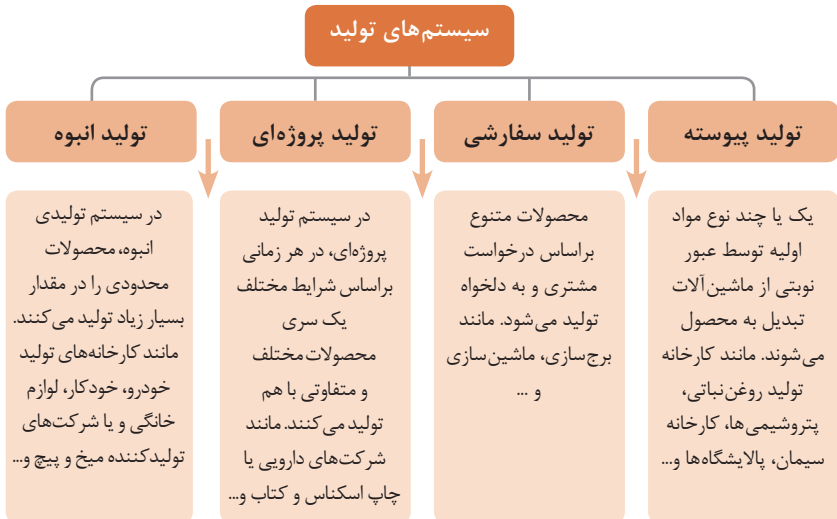 سیستم‌های تولید
تولید پیوسته
یک یا چند نوع مواد
اولیه توسط عبور
نوبتی از ماشین‌آلات
تبدیل به محصول
می‌شوند. مانند کارخانه
تولید روغن‌نباتی،
پتروشیمی‌ها، کارخانه
سیمان، پالایشگاه‌ها و...
تولید سفارشی
محصولات متنوع
براساس درخواست
مشتری و به دلخواه
تولید می‌شود. مانند
برج‌سازی، ماشین‌سازی
و ...
تولید پروژه‌ای
در سیستم تولید
پروژه‌ای، در هر زمانی
براساس شرایط مختلف
یک سری
محصولات مختلف
و متفاوتی با هم
تولید می‌کنند. مانند
شرکت‌های دارویی یا
چاپ اسکناس و کتاب و...
تولید انبوه
در سیستم تولیدی
انبوه، محصولات
محدودی را در مقدار
بسیار زیاد تولید می‌کنند.
مانند کارخانه‌های تولید
خودرو، خودکار، لوازم
خانگی و یا شرکت‌های
تولیدکننده میخ و پیچ و...